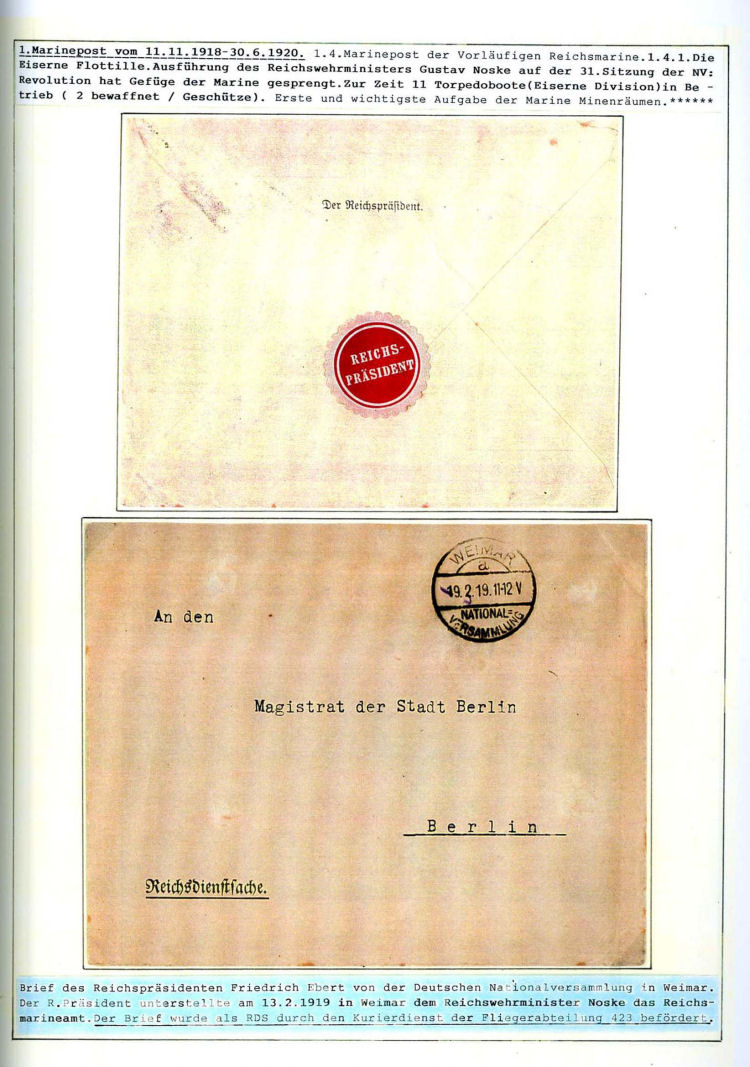 1.Marinepost vom 11.11.1918-30.6.1920. 1.4.Marinepost der Vorläufigen Reichsmarine.1.4.1.Die
Eiserne Flottille.Ausführung des Reichswehrministers Gustav Noske auf der 31.Sitzung der NV:
Revolution hat Gefüge der Marine gesprengt.Zur Zeit 11 Torpedoboote(Eiserne Division)in Be -
trieb ( 2 bewaffnet / Geschütze). Erste und wichtigste Aufgabe der Marine Minenräumen.******
Der Reichspräsident.
REICHS-
PRÄSIDENT
WEIMAR
a
19.2.19.11-12 V
NATIONAL=
VERSAMMLUNG
An den
Magistrat der Stadt Berlin
B e r l i n
Reichsdienstsache.
Brief des Reichspräsidenten Friedrich Ebert von der Deutschen Nationalversammlung in Weimar.
Der R.Präsident unterstellte am 13.2.1919 in Weimar dem Reichswehrminister Noske das Reichs-
marineamt.Der Brief wurde als RDS durch den Kurierdienst der Fliegerabteilung 423 befördert.